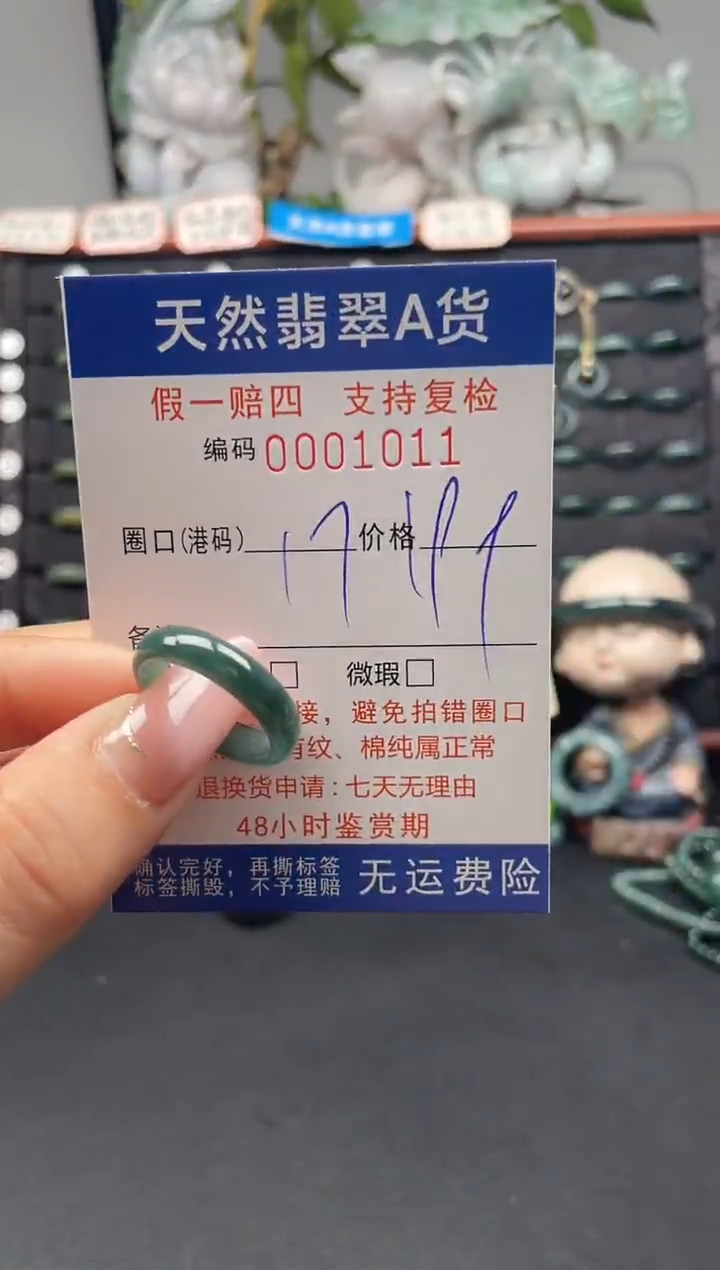 天然翡翠A货
假一赔四 支持复检
编码 0001011
圈口(港码) 17 价格
微瑕
接，避免拍错圈口
有纹、棉纯属正常
退换货申请：七天无理由
48小时鉴赏期
确认完好，再撕标签
标签撕毁，不予理赔
无运费险